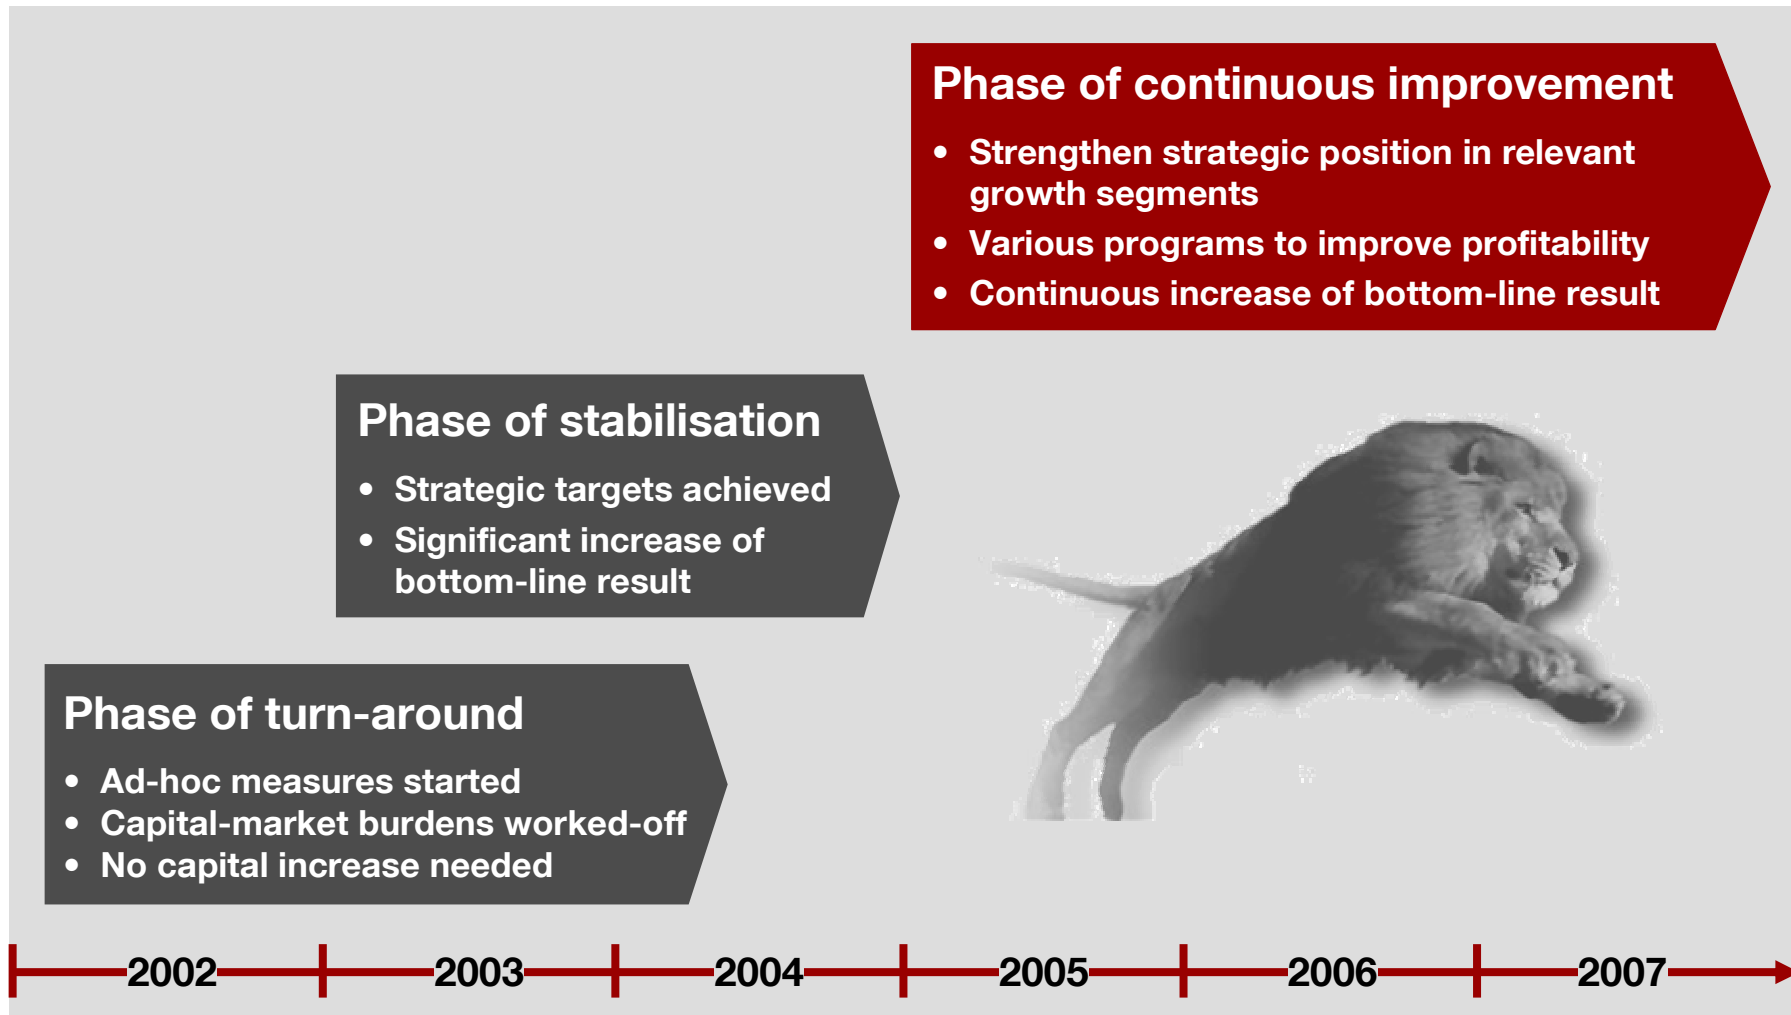 Phase of continuous improvement
• Strengthen strategic position in relevant
growth segments
• Various programs to improve profitability
• Continuous increase of bottom-line result
Phase of stabilisation
• Strategic targets achieved
• Significant increase of
bottom-line result
Phase of turn-around
• Ad-hoc measures started
• Capital-market burdens worked-off
• No capital increase needed
2002 2003 2004 2005 2006 2007